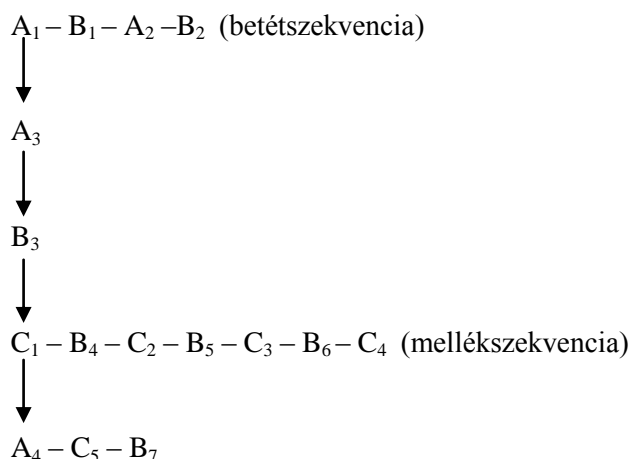 A₁ – B₁ – A₂ –B₂ (betétszekvencia)
A₃
B₃
C₁ – B₄ – C₂ – B₅ – C₃ – B₆ – C₄ (mellékszekvencia)
A₄ – C₅ – B₇